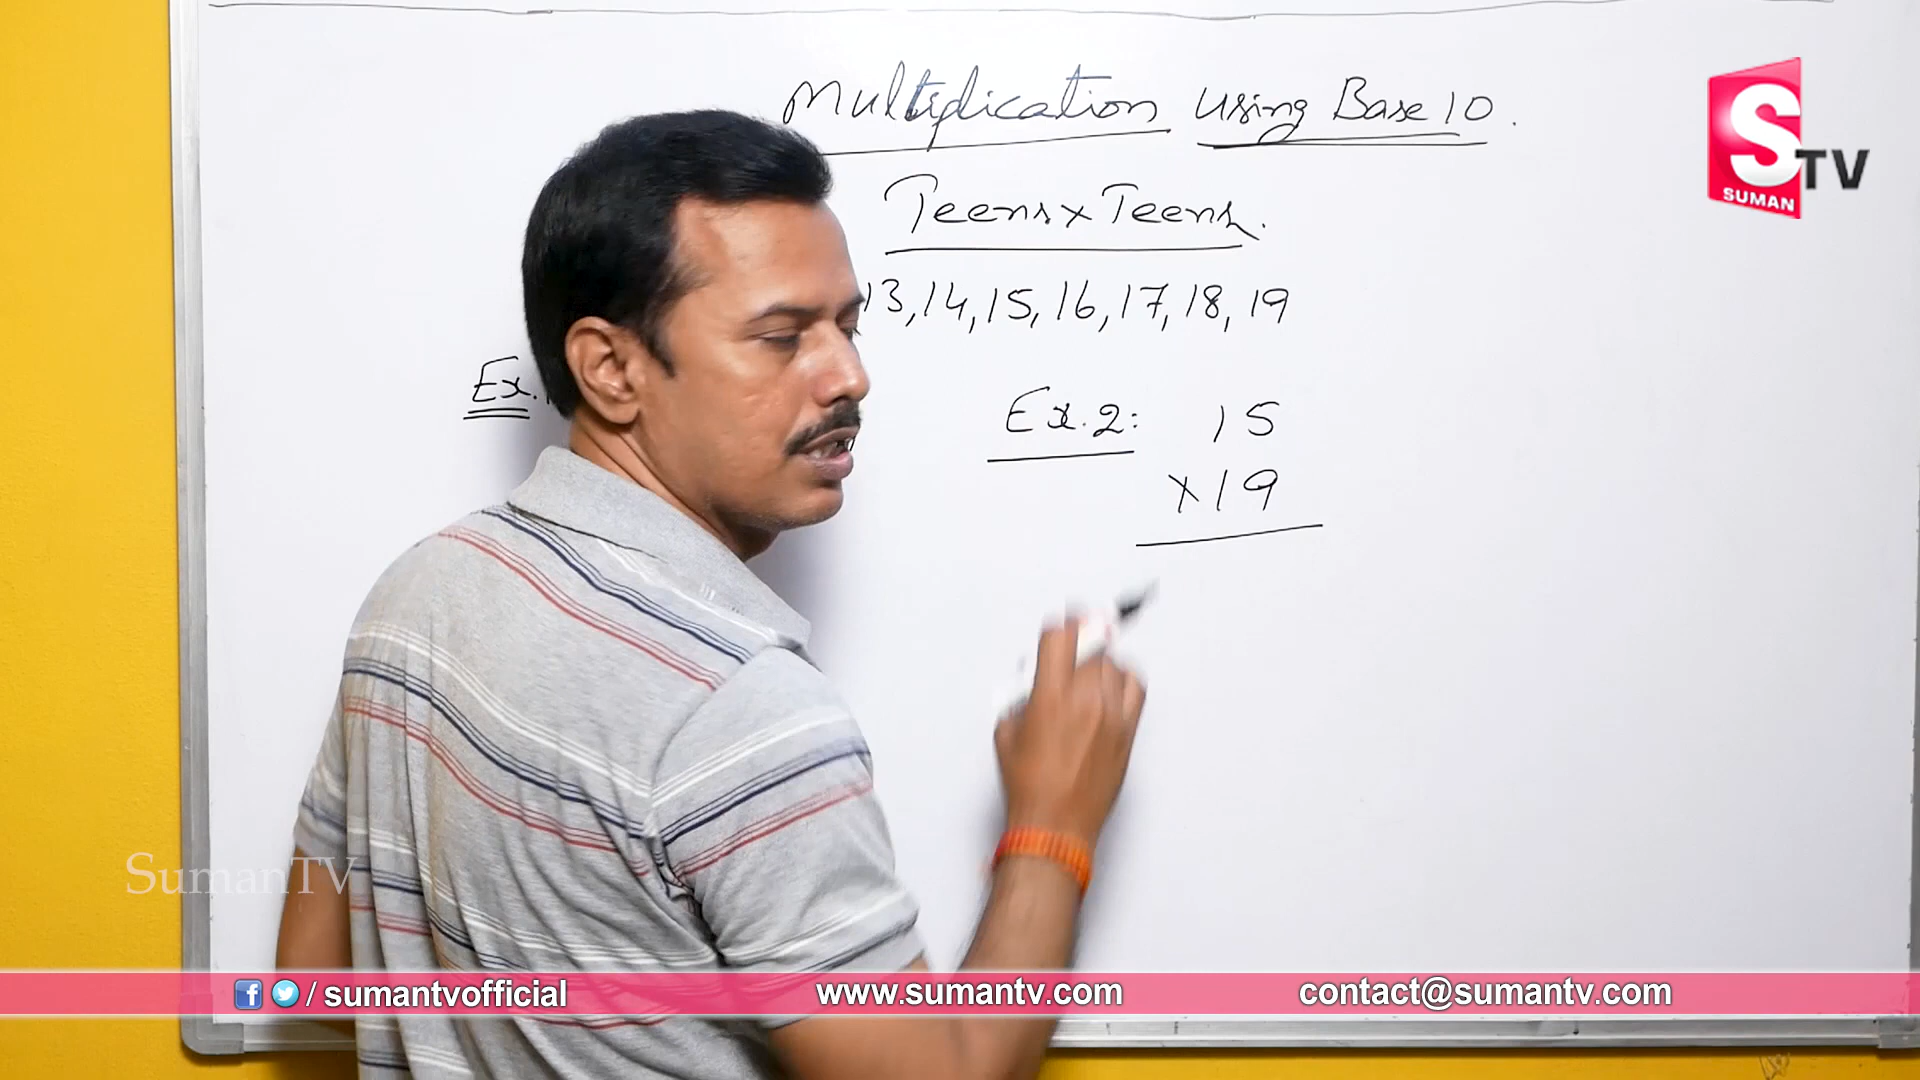 Multiplication using Base 10.
S TV
SUMAN
Teens x Teens.
13, 14, 15, 16, 17, 18, 19
Ex.
Ex. 2: 15
x 19
SumanTV
f / sumantvofficial
www.sumantv.com
contact@sumantv.com